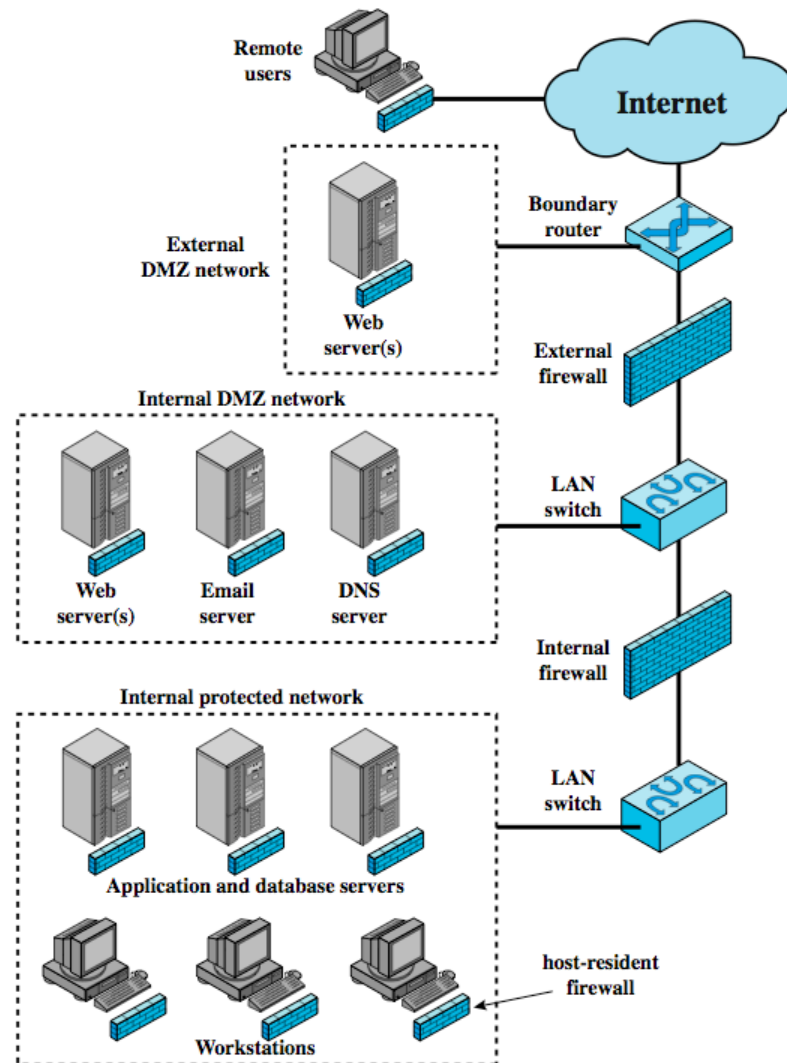 Remote
users
Internet
Boundary
router
External
DMZ network
Web
server(s)
External
firewall
Internal DMZ network
LAN
switch
Web
server(s)
Email
server
DNS
server
Internal
firewall
Internal protected network
LAN
switch
Application and database servers
host-resident
firewall
Workstations